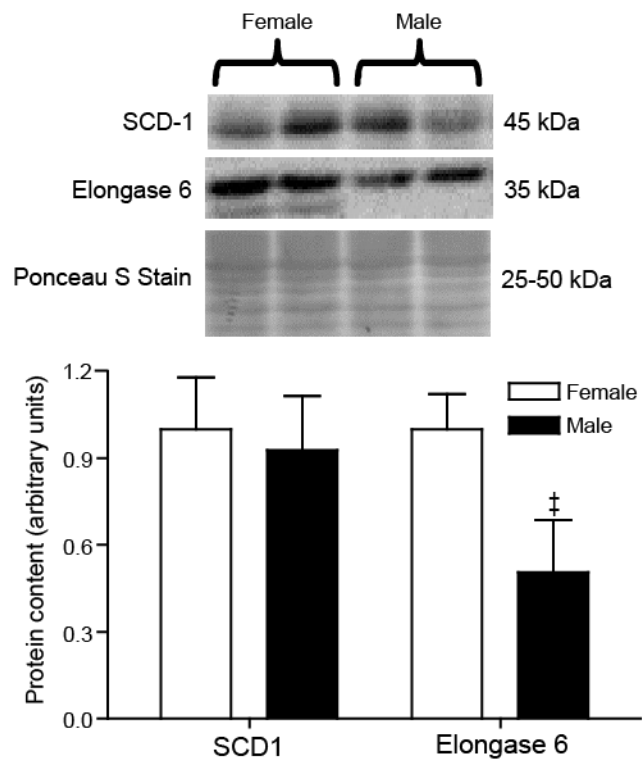 Female Male
SCD-1 45 kDa
Elongase 6 35 kDa
Ponceau S Stain 25-50 kDa
Protein content (arbitrary units)
1.2
0.9
0.6
0.3
0.0
Female
Male
‡
SCD1 Elongase 6